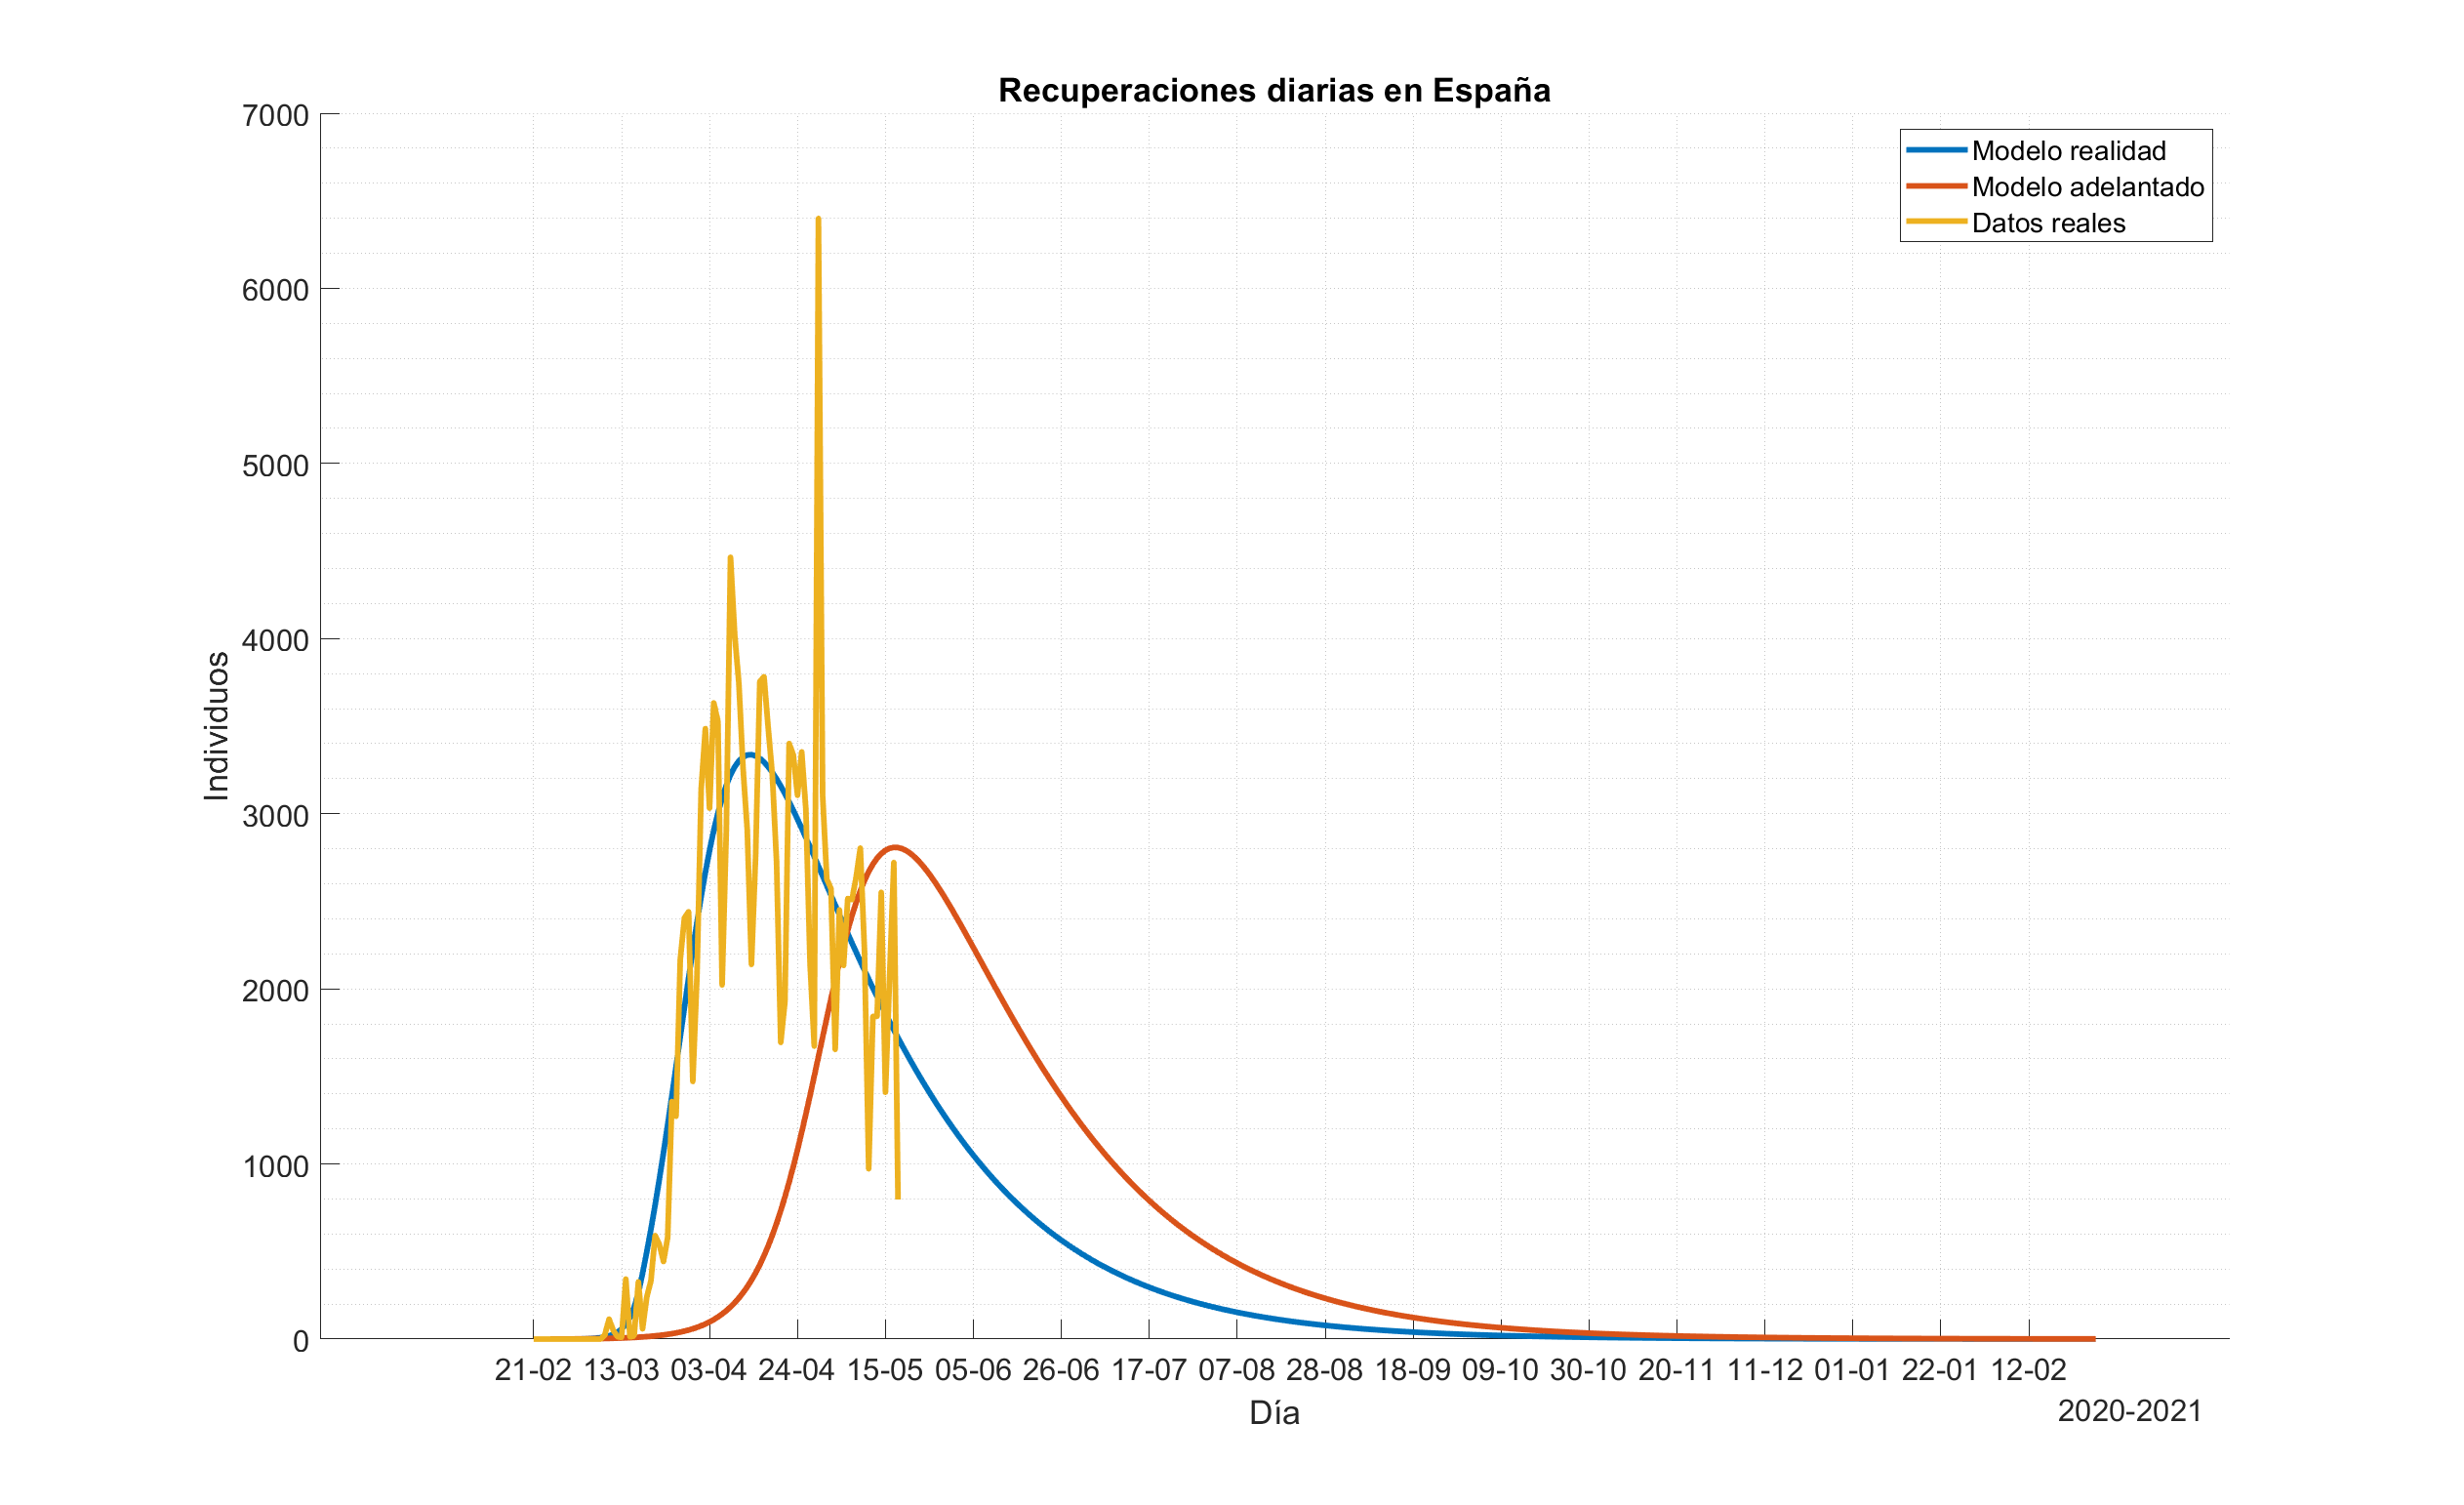 Recuperaciones diarias en España
7000
6000
5000
4000
3000
2000
1000
0
Individuos
Modelo realidad
Modelo adelantado
Datos reales
21-02 13-03 03-04 24-04 15-05 05-06 26-06 17-07 07-08 28-08 18-09 09-10 30-10 20-11 11-12 01-01 22-01 12-02
Día
2020-2021